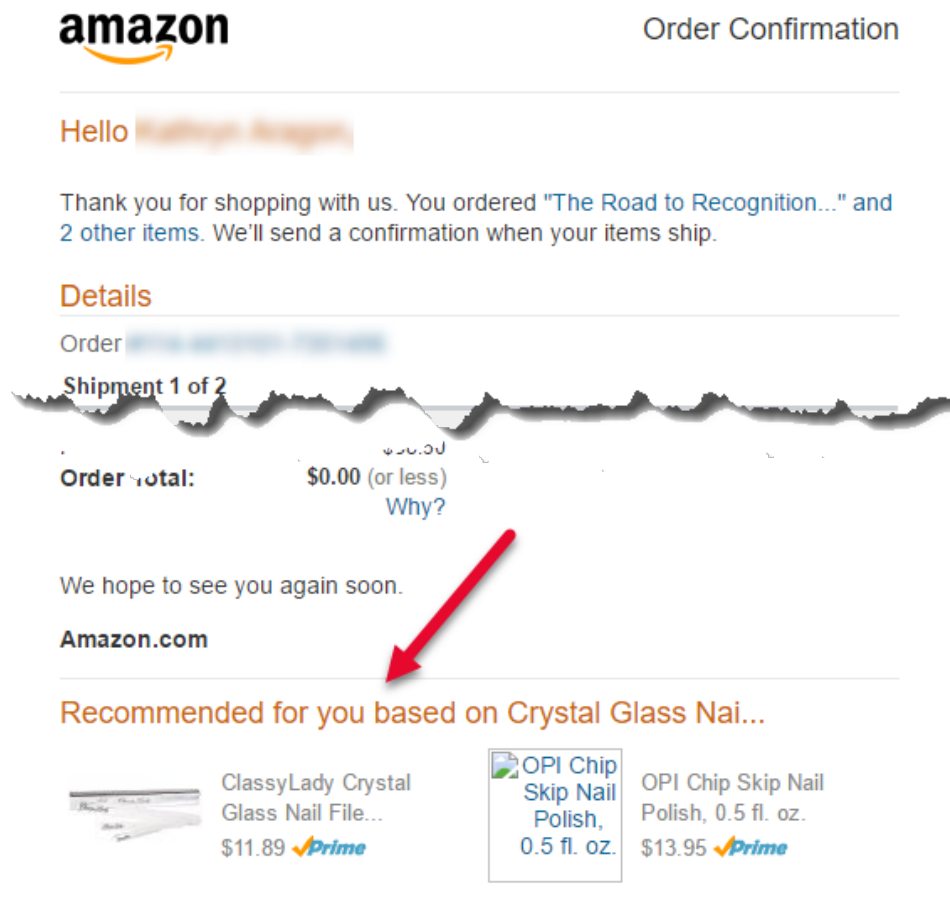 amazon
Order Confirmation
Hello
Thank you for shopping with us. You ordered "The Road to Recognition..." and
2 other items. We'll send a confirmation when your items ship.
Details
Order
Shipment 1 of 2
Order Total: $0.00 (or less)
Why?
We hope to see you again soon.
Amazon.com
Recommended for you based on Crystal Glass Nai...
ClassyLady Crystal
Glass Nail File...
$11.89 Prime
OPI Chip
Skip Nail
Polish,
0.5 fl. oz.
OPI Chip Skip Nail
Polish, 0.5 fl. oz.
$13.95 Prime